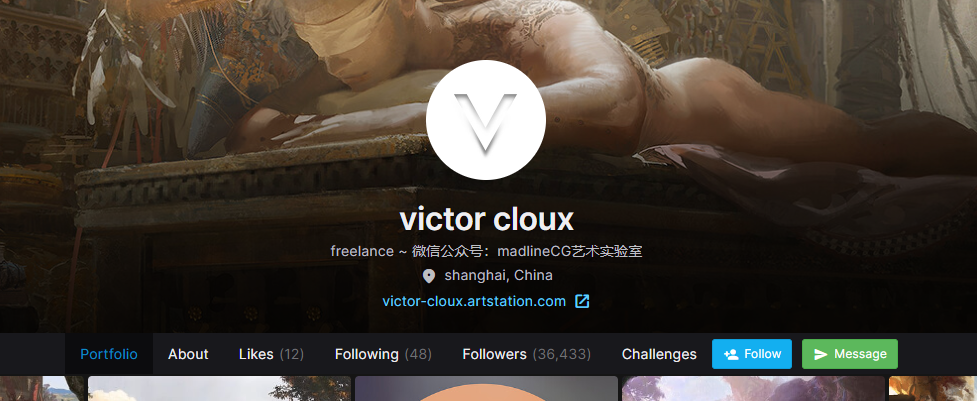 V
victor cloux
freelance ~ 微信公众号：madlineCG艺术实验室
shanghai, China
victor-cloux.artstation.com
Portfolio About Likes (12) Following (48) Followers (36,433) Challenges Follow Message